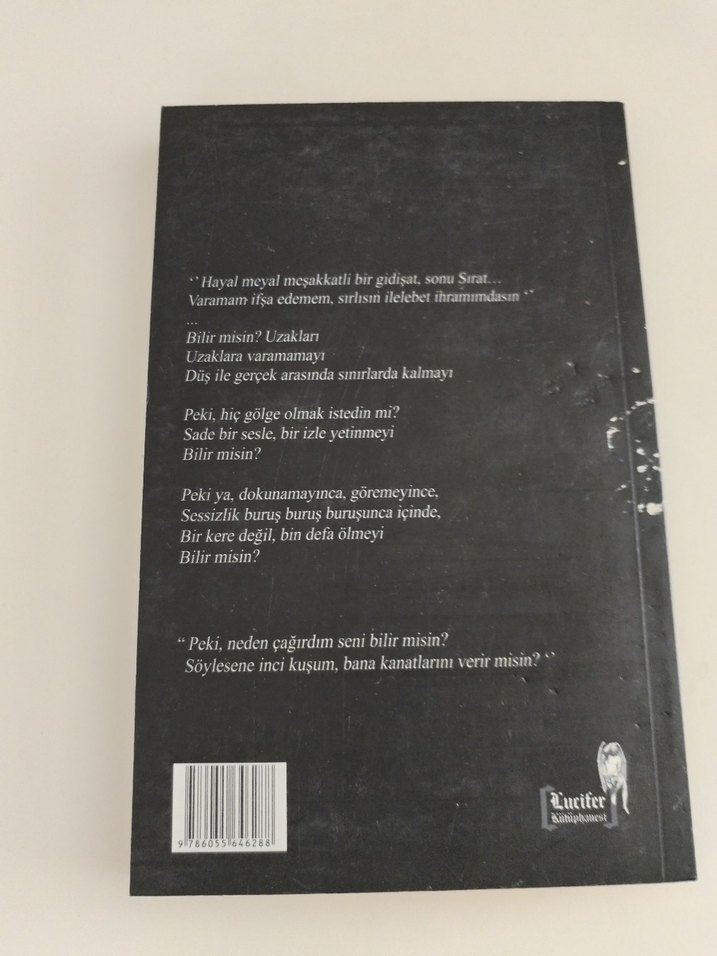 ‘’ Hayal meyal meşakkatli bir gidişat, sonu Sırat...
Varamam ifşa edemem, sırlısın ilelebet ihramımdasın ‘’
...
Bilir misin? Uzakları
Uzaklara varamamayı
Düş ile gerçek arasında sınırlarda kalmayı
Peki, hiç gölge olmak istedin mi?
Sade bir sesle, bir izle yetinmeyi
Bilir misin?
Peki ya, dokunamayınca, göremeyince,
Sessizlik buruş buruş buruşunca içinde,
Bir kere değil, bin defa ölmeyi
Bilir misin?
“ Peki, neden çağırdım seni bilir misin?
Söylesene inci kuşum, bana kanatlarını verir misin? ‘’
Lucifer
Kütüphanesi
9 786055 646288